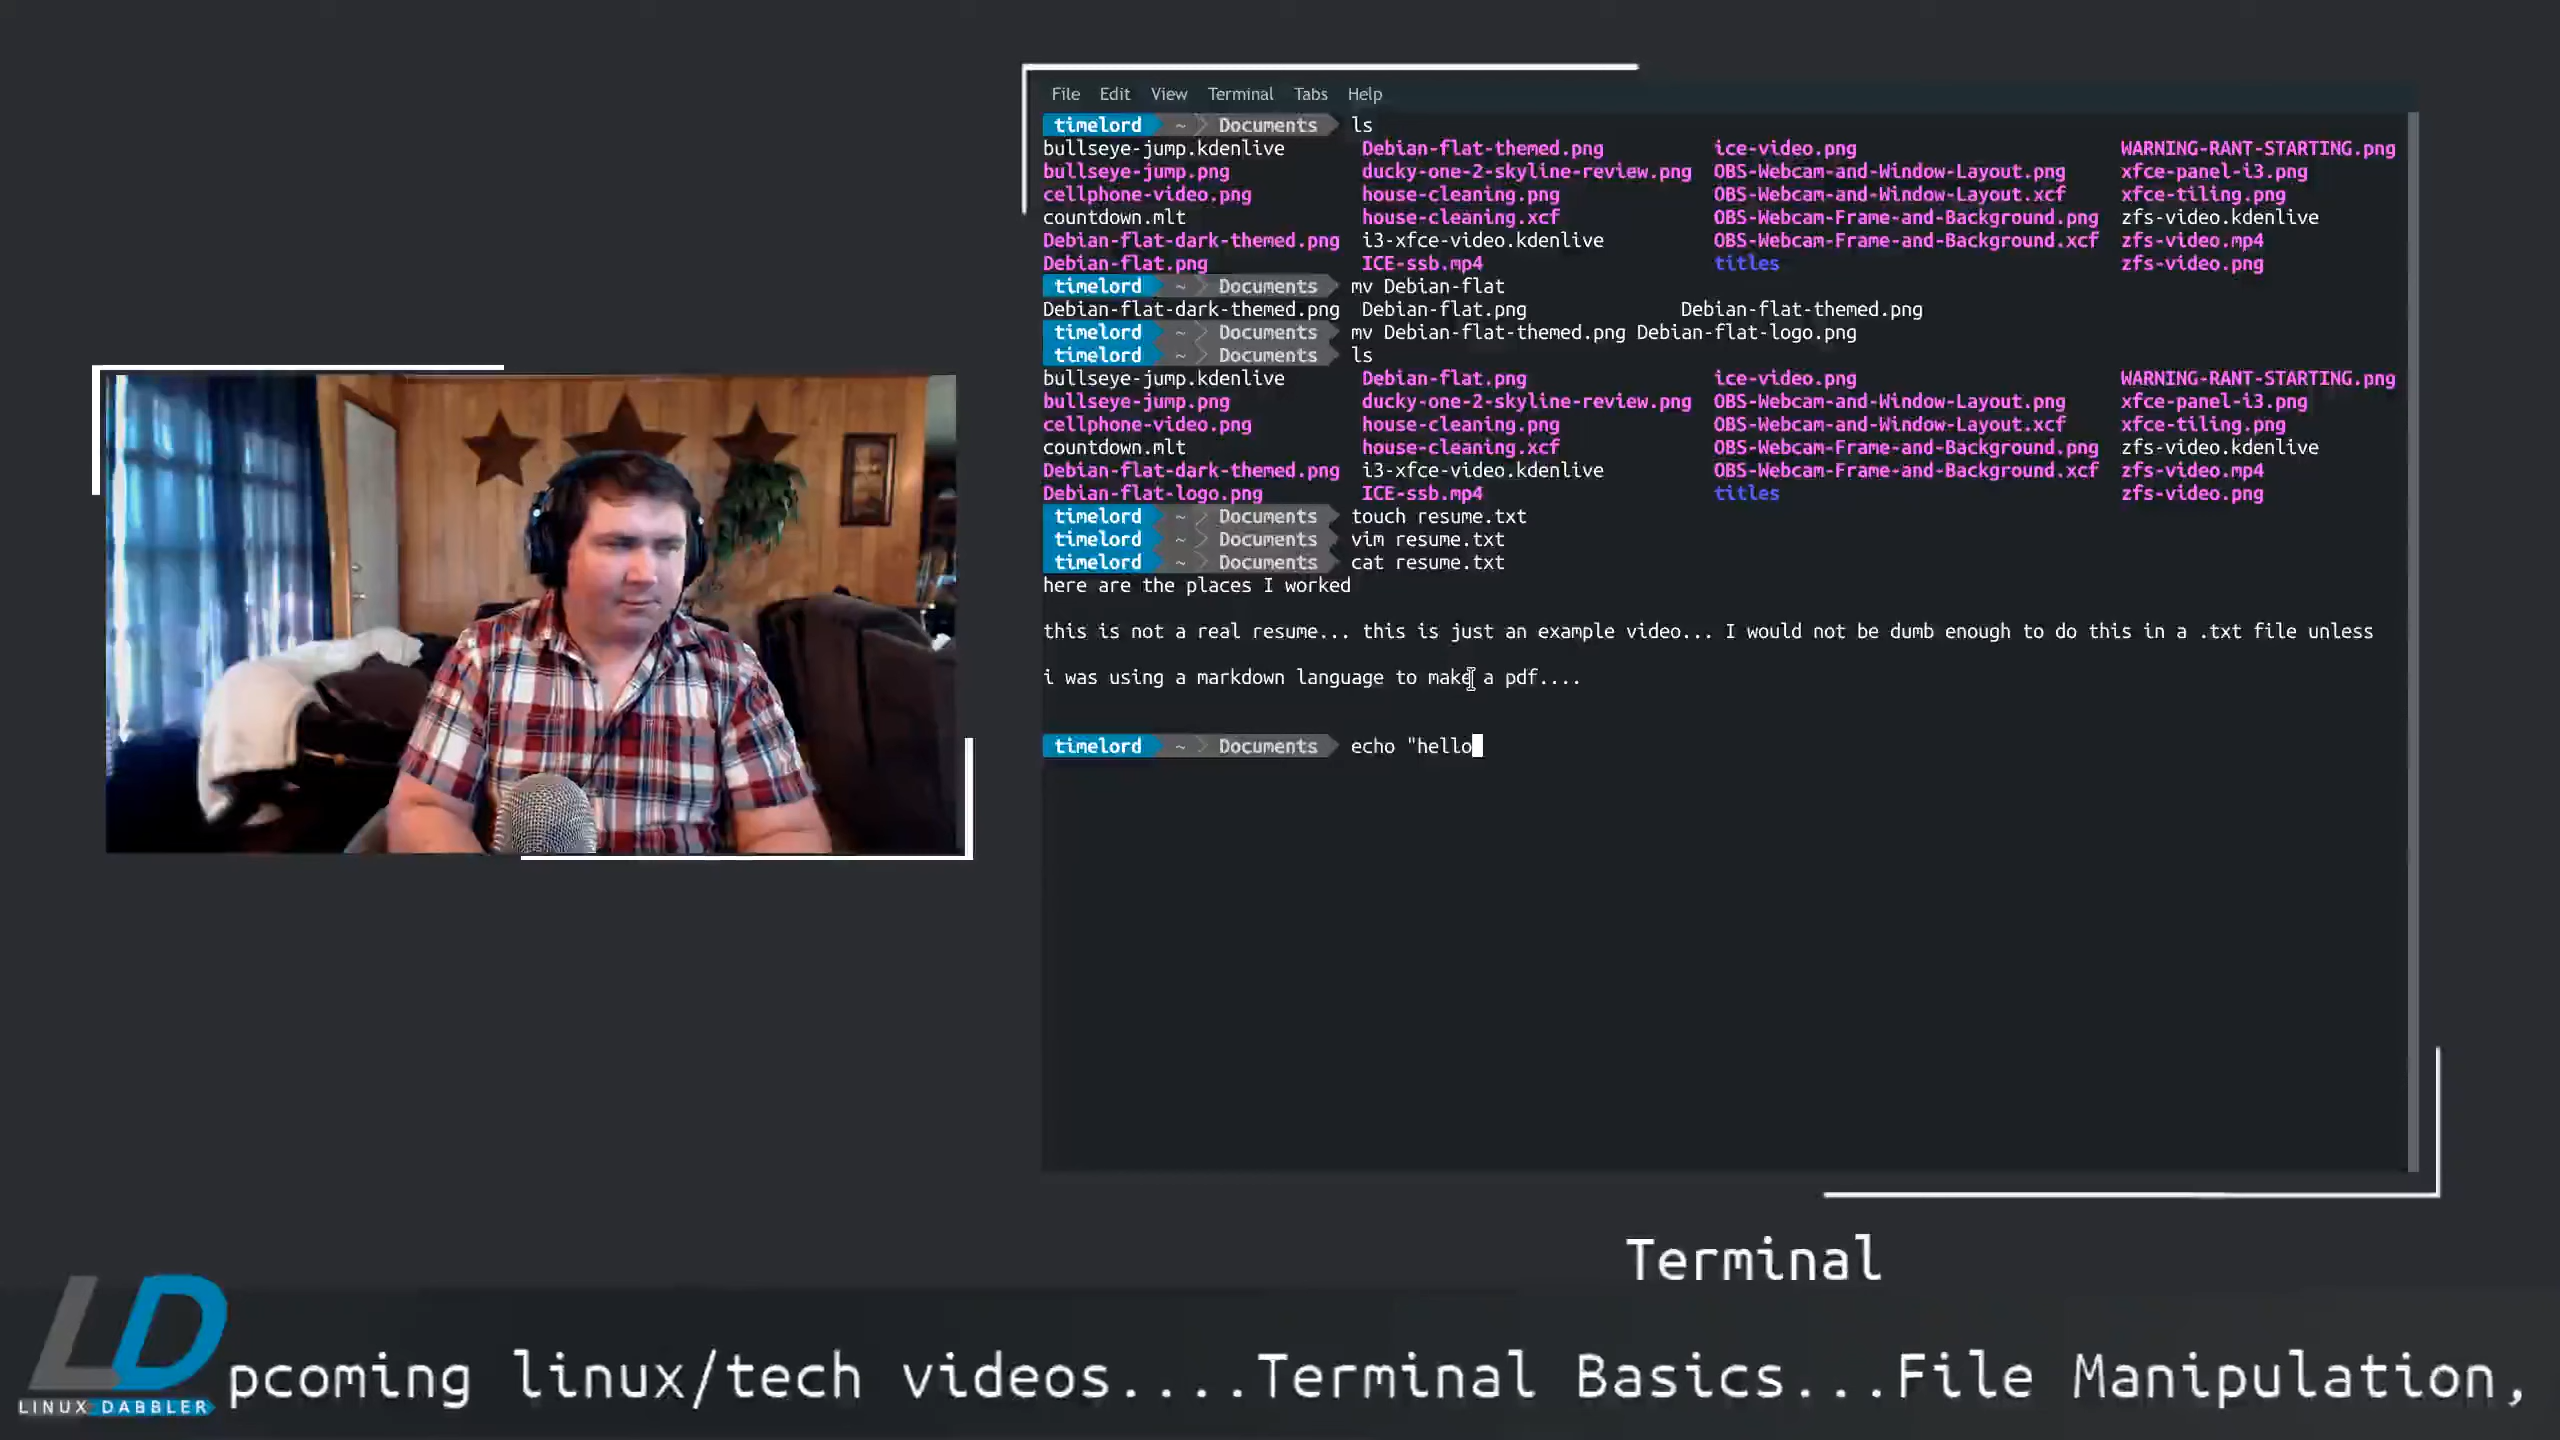 File Edit View Terminal Tabs Help
timelord ~ Documents ls
bullseye-jump.kdenlive Debian-flat-themed.png ice-video.png WARNING-RANT-STARTING.png
bullseye-jump.png ducky-one-2-skyline-review.png OBS-Webcam-and-Window-Layout.png xfce-panel-i3.png
cellphone-video.png house-cleaning.png OBS-Webcam-and-Window-Layout.xcf xfce-tiling.png
countdown.mlt house-cleaning.xcf OBS-Webcam-Frame-and-Background.png zfs-video.kdenlive
Debian-flat-dark-themed.png i3-xfce-video.kdenlive OBS-Webcam-Frame-and-Background.xcf zfs-video.mp4
Debian-flat.png ICE-ssb.mp4 titles zfs-video.png
timelord ~ Documents mv Debian-flat
Debian-flat-dark-themed.png Debian-flat.png Debian-flat-themed.png
timelord ~ Documents mv Debian-flat-themed.png Debian-flat-logo.png
timelord ~ Documents ls
bullseye-jump.kdenlive Debian-flat.png ice-video.png WARNING-RANT-STARTING.png
bullseye-jump.png ducky-one-2-skyline-review.png OBS-Webcam-and-Window-Layout.png xfce-panel-i3.png
cellphone-video.png house-cleaning.png OBS-Webcam-and-Window-Layout.xcf xfce-tiling.png
countdown.mlt house-cleaning.xcf OBS-Webcam-Frame-and-Background.png zfs-video.kdenlive
Debian-flat-dark-themed.png i3-xfce-video.kdenlive OBS-Webcam-Frame-and-Background.xcf zfs-video.mp4
Debian-flat-logo.png ICE-ssb.mp4 titles zfs-video.png
timelord ~ Documents touch resume.txt
timelord ~ Documents vim resume.txt
timelord ~ Documents cat resume.txt
here are the places I worked
this is not a real resume... this is just an example video... I would not be dumb enough to do this in a .txt file unless
i was using a markdown language to make a pdf....
timelord ~ Documents echo "hello
Terminal
LD
LINUX DABBLER
pcoming linux/tech videos....Terminal Basics...File Manipulation,